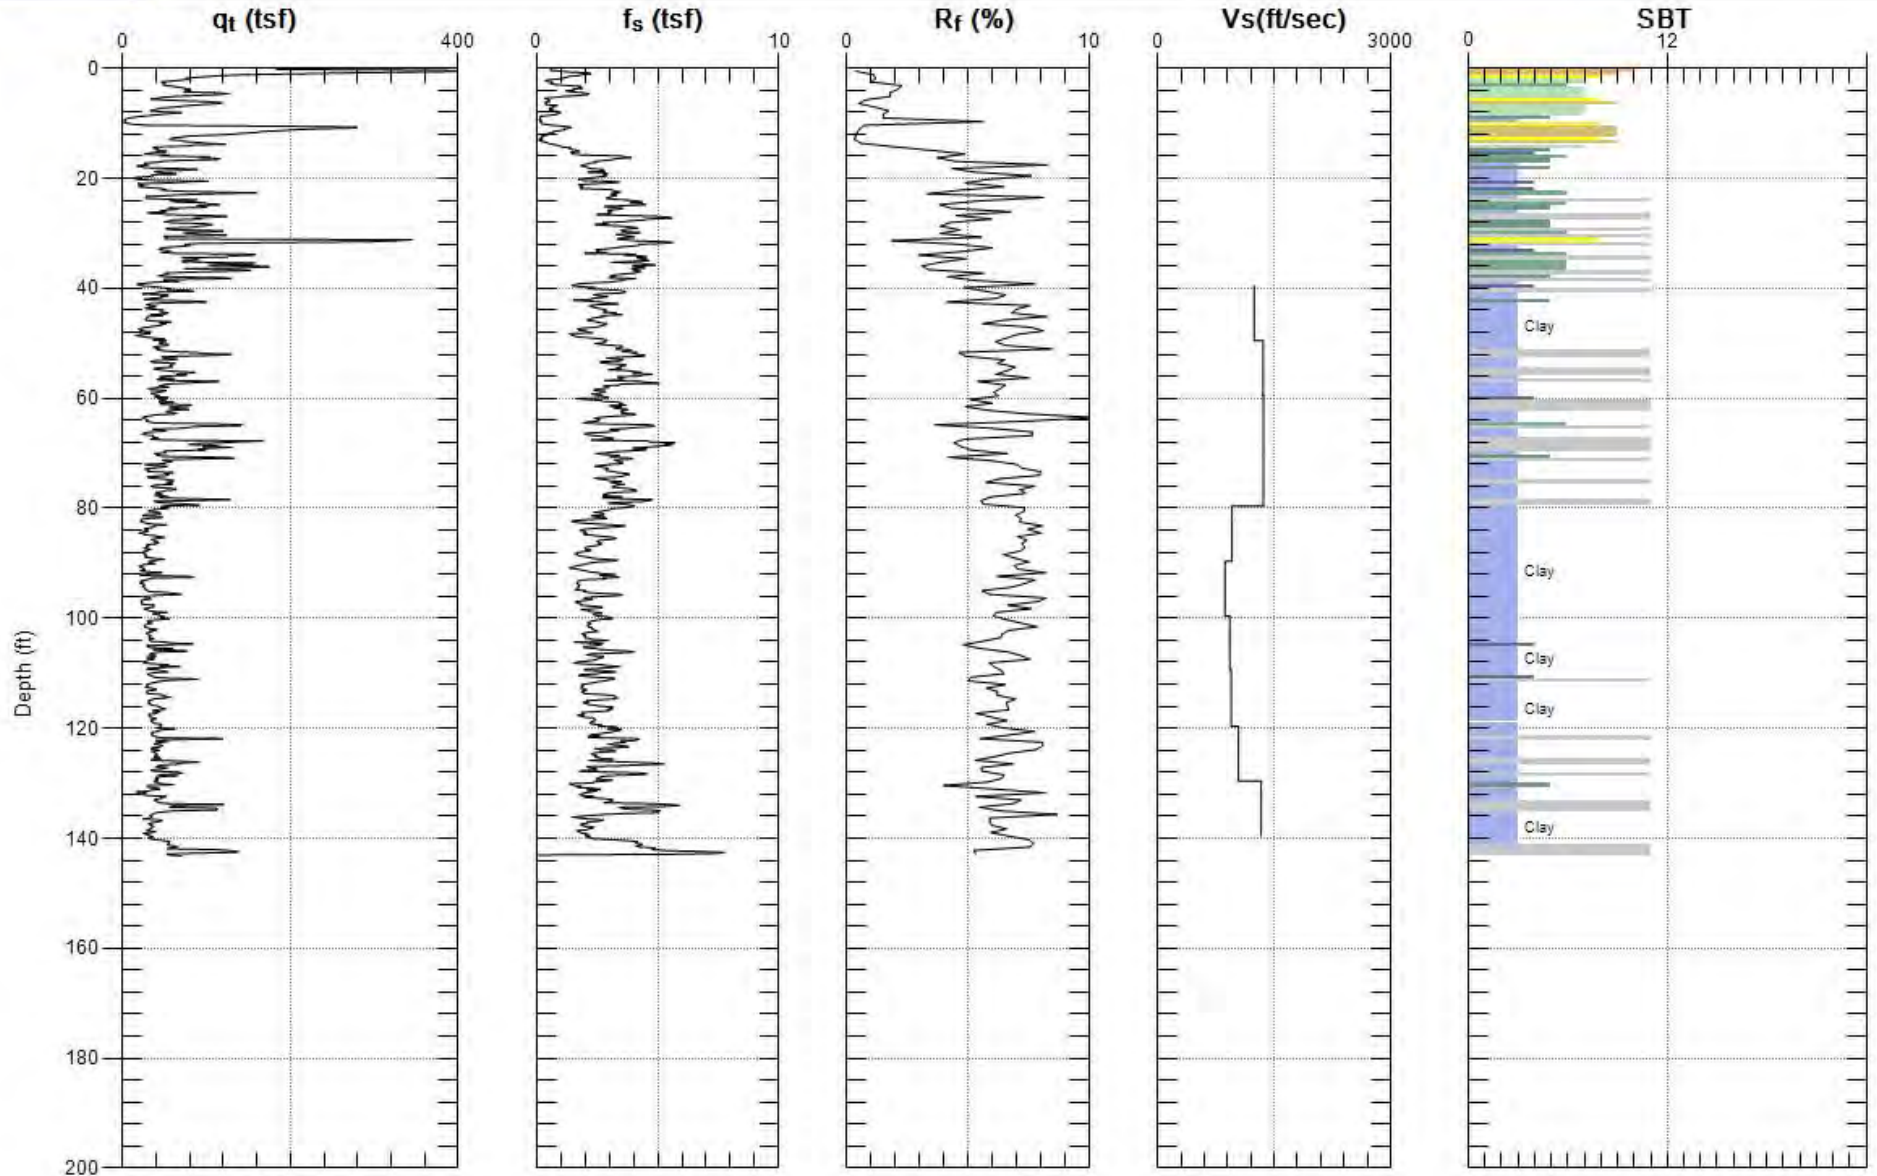 qt (tsf) fs (tsf) Rf (%) Vs(ft/sec) SBT
0 400 0 10 0 10 0 3000 0 12
0
20
40
Clay
60
80
Clay
100
Depth (ft)
Clay
Clay
120
Clay
140
160
180
200